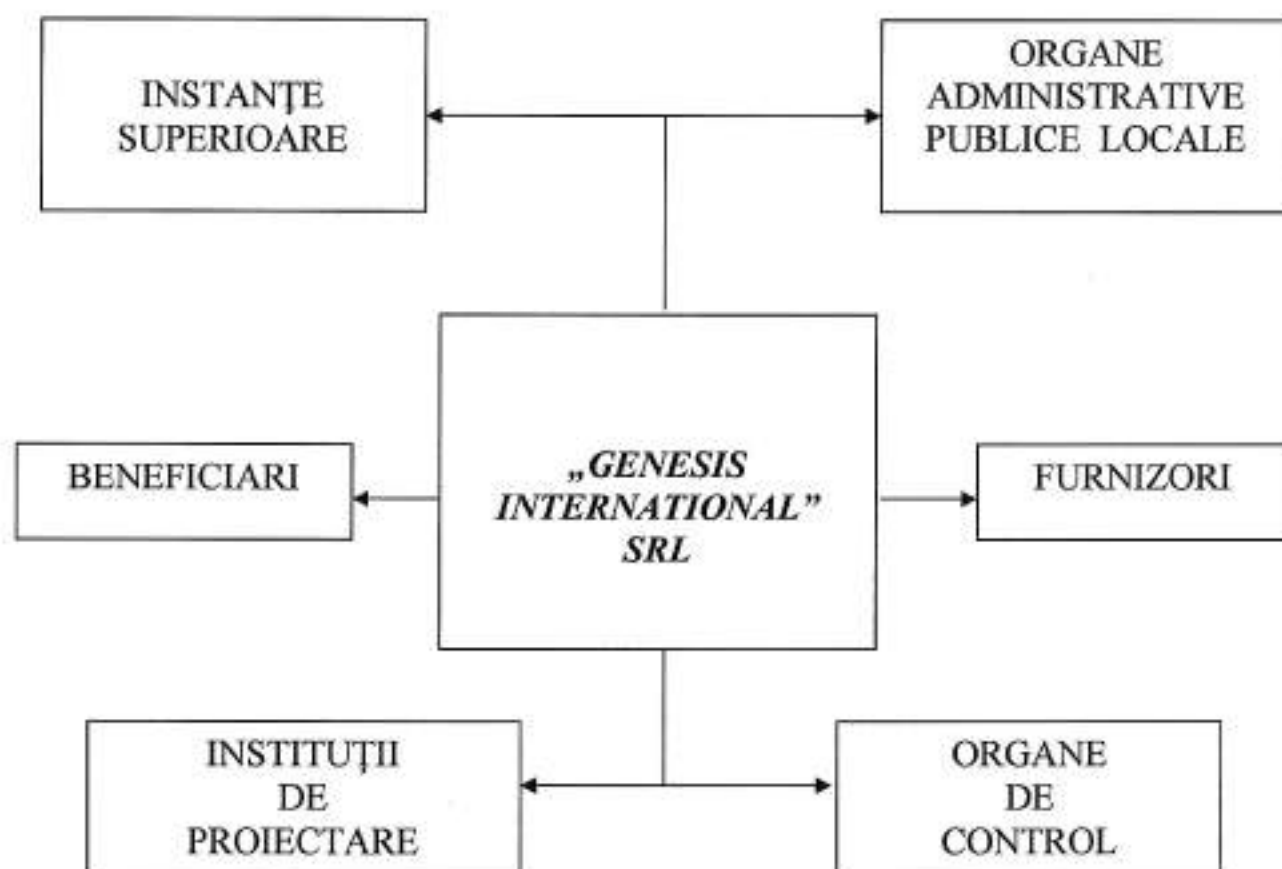 INSTANŢE
SUPERIOARE
ORGANE
ADMINISTRATIVE
PUBLICE LOCALE
BENEFICIARI
„GENESIS
INTERNATIONAL”
SRL
FURNIZORI
INSTITUŢII
DE
PROIECTARE
ORGANE
DE
CONTROL